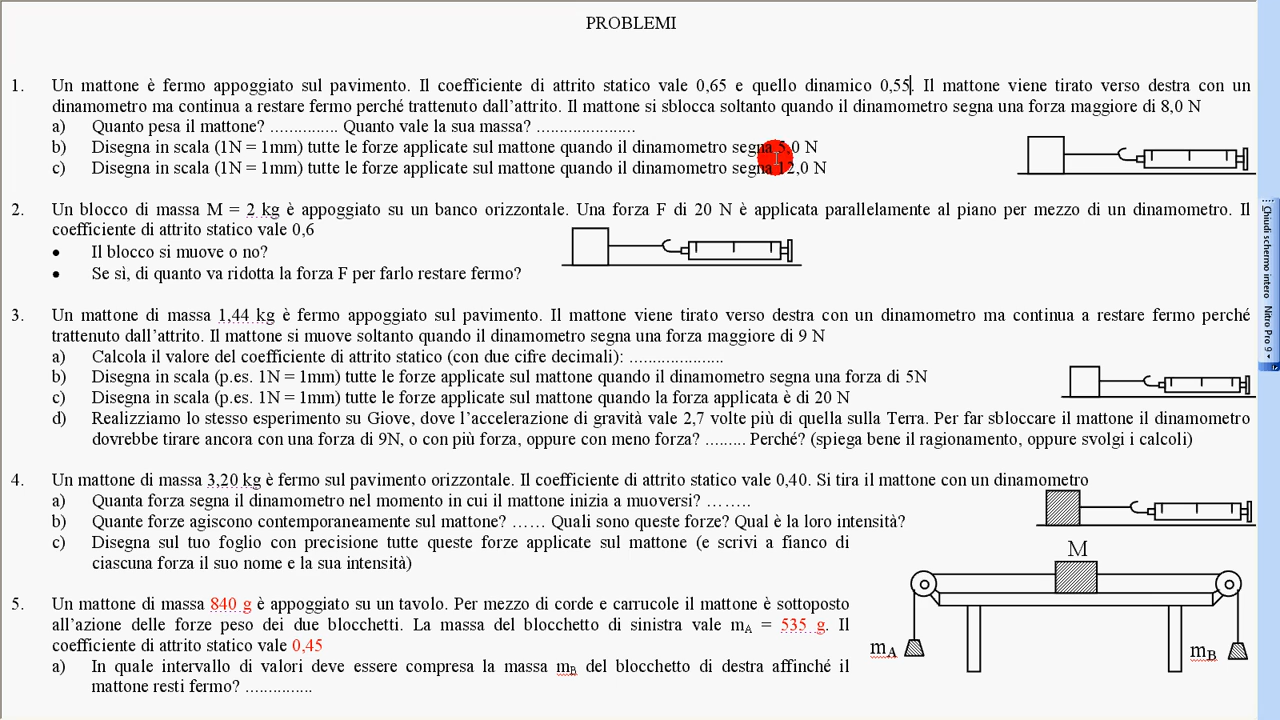 PROBLEMI
1. Un mattone è fermo appoggiato sul pavimento. Il coefficiente di attrito statico vale 0,65 e quello dinamico 0,55. Il mattone viene tirato verso destra con un
dinamometro ma continua a restare fermo perché trattenuto dall'attrito. Il mattone si sblocca soltanto quando il dinamometro segna una forza maggiore di 8,0 N
a) Quanto pesa il mattone? ............... Quanto vale la sua massa? ......................
b) Disegna in scala (1N = 1mm) tutte le forze applicate sul mattone quando il dinamometro segna 5,0 N
c) Disegna in scala (1N = 1mm) tutte le forze applicate sul mattone quando il dinamometro segna 12,0 N
2. Un blocco di massa M = 2 kg è appoggiato su un banco orizzontale. Una forza F di 20 N è applicata parallelamente al piano per mezzo di un dinamometro. Il
coefficiente di attrito statico vale 0,6
• Il blocco si muove o no?
• Se sì, di quanto va ridotta la forza F per farlo restare fermo?
3. Un mattone di massa 1,44 kg è fermo appoggiato sul pavimento. Il mattone viene tirato verso destra con un dinamometro ma continua a restare fermo perché
trattenuto dall'attrito. Il mattone si muove soltanto quando il dinamometro segna una forza maggiore di 9 N
a) Calcola il valore del coefficiente di attrito statico (con due cifre decimali): .....................
b) Disegna in scala (p.es. 1N = 1mm) tutte le forze applicate sul mattone quando il dinamometro segna una forza di 5N
c) Disegna in scala (p.es. 1N = 1mm) tutte le forze applicate sul mattone quando la forza applicata è di 20 N
d) Realizziamo lo stesso esperimento su Giove, dove l'accelerazione di gravità vale 2,7 volte più di quella sulla Terra. Per far sbloccare il mattone il dinamometro
dovrebbe tirare ancora con una forza di 9N, o con più forza, oppure con meno forza? ......... Perché? (spiega bene il ragionamento, oppure svolgi i calcoli)
4. Un mattone di massa 3,20 kg è fermo sul pavimento orizzontale. Il coefficiente di attrito statico vale 0,40. Si tira il mattone con un dinamometro
a) Quanta forza segna il dinamometro nel momento in cui il mattone inizia a muoversi? ........
b) Quante forze agiscono contemporaneamente sul mattone? ...... Quali sono queste forze? Qual è la loro intensità?
c) Disegna sul tuo foglio con precisione tutte queste forze applicate sul mattone (e scrivi a fianco di
ciascuna forza il suo nome e la sua intensità)
M
5. Un mattone di massa 840 g è appoggiato su un tavolo. Per mezzo di corde e carrucole il mattone è sottoposto
all'azione delle forze peso dei due blocchetti. La massa del blocchetto di sinistra vale mA = 535 g. Il
coefficiente di attrito statico vale 0,45
a) In quale intervallo di valori deve essere compresa la massa mB del blocchetto di destra affinché il
mattone resti fermo? ...............
mA
mB
Chiudi schermo intero Nitro Pro 9